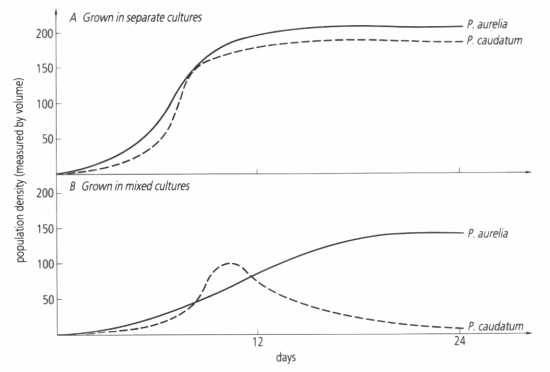 A Grown in separate cultures
P. aurelia
P. caudatum
200
150
100
50
B Grown in mixed cultures
200
150
100
50
P. aurelia
P. caudatum
12
24
days
population density (measured by volume)